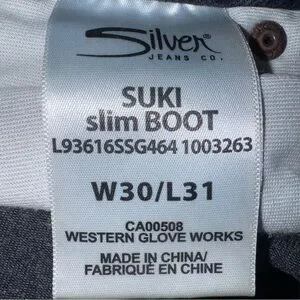 Silver®
JEANS CO.
SUKI
slim BOOT
L93616SSG464 1003263
W30/L31
CA00508
WESTERN GLOVE WORKS
MADE IN CHINA/
FABRIQUÉ EN CHINE